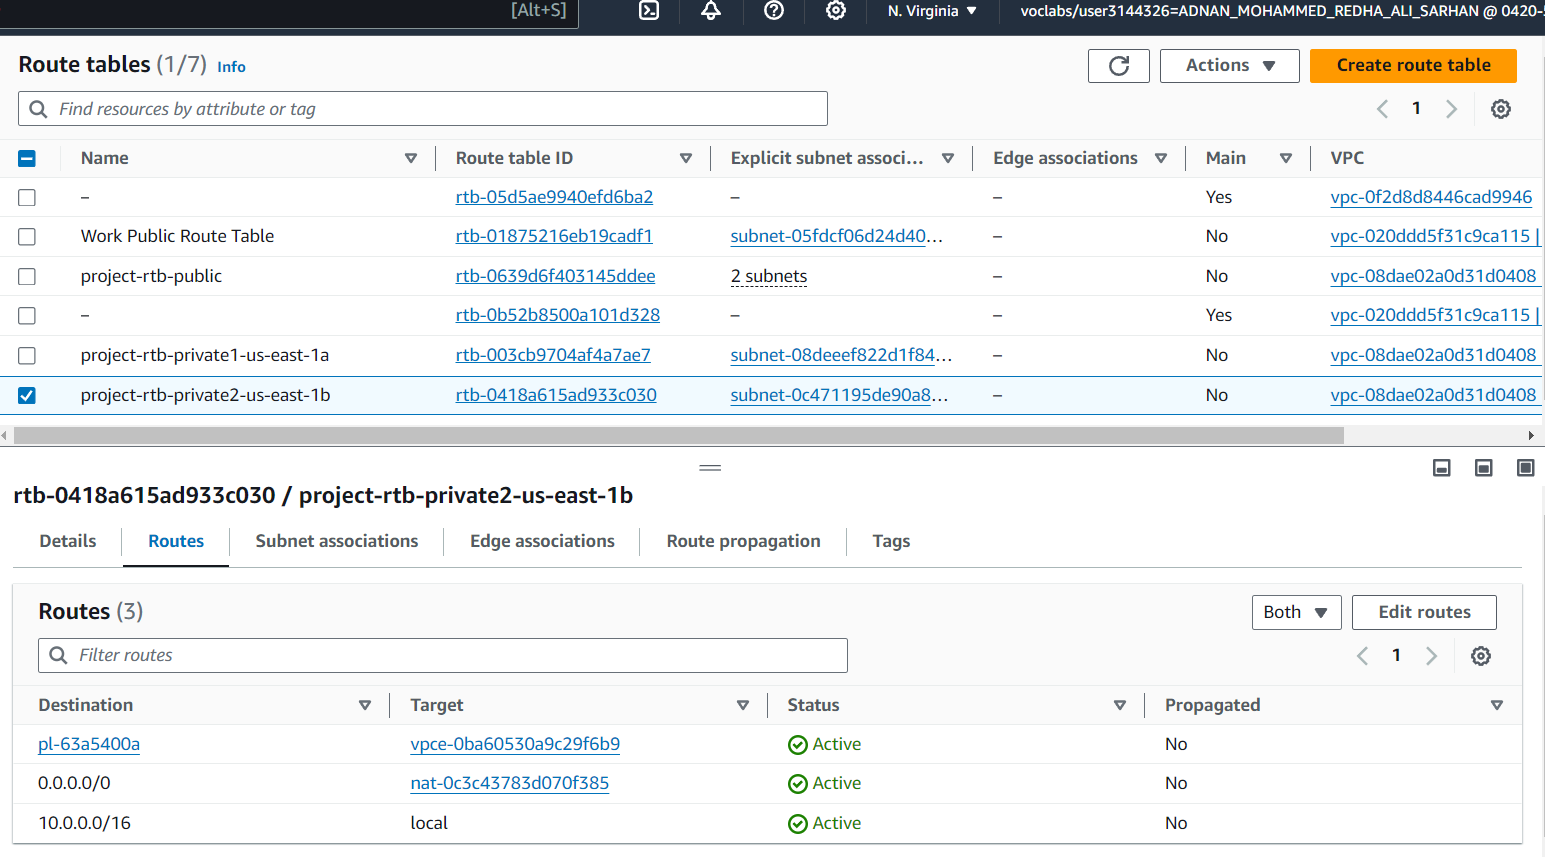 [Alt+S] N. Virginia voclabs/user3144326=ADNAN_MOHAMMED_REDHA_ALI_SARHAN @ 0420-
Route tables (1/7) Info Actions Create route table
Find resources by attribute or tag 1
Name Route table ID Explicit subnet associ... Edge associations Main VPC
– rtb-05d5ae9940efd6ba2 – – Yes vpc-0f2d8d8446cad9946
Work Public Route Table rtb-01875216eb19cadf1 subnet-05fdcf06d24d40... – No vpc-020ddd5f31c9ca115 |
project-rtb-public rtb-0639d6f403145ddee 2 subnets – No vpc-08dae02a0d31d0408
– rtb-0b52b8500a101d328 – – Yes vpc-020ddd5f31c9ca115 |
project-rtb-private1-us-east-1a rtb-003cb9704af4a7ae7 subnet-08deeef822d1f84... – No vpc-08dae02a0d31d0408
project-rtb-private2-us-east-1b rtb-0418a615ad933c030 subnet-0c471195de90a8... – No vpc-08dae02a0d31d0408
rtb-0418a615ad933c030 / project-rtb-private2-us-east-1b
Details Routes Subnet associations Edge associations Route propagation Tags
Routes (3) Both Edit routes
Filter routes 1
Destination Target Status Propagated
pl-63a5400a vpce-0ba60530a9c29f6b9 Active No
0.0.0.0/0 nat-0c3c43783d070f385 Active No
10.0.0.0/16 local Active No